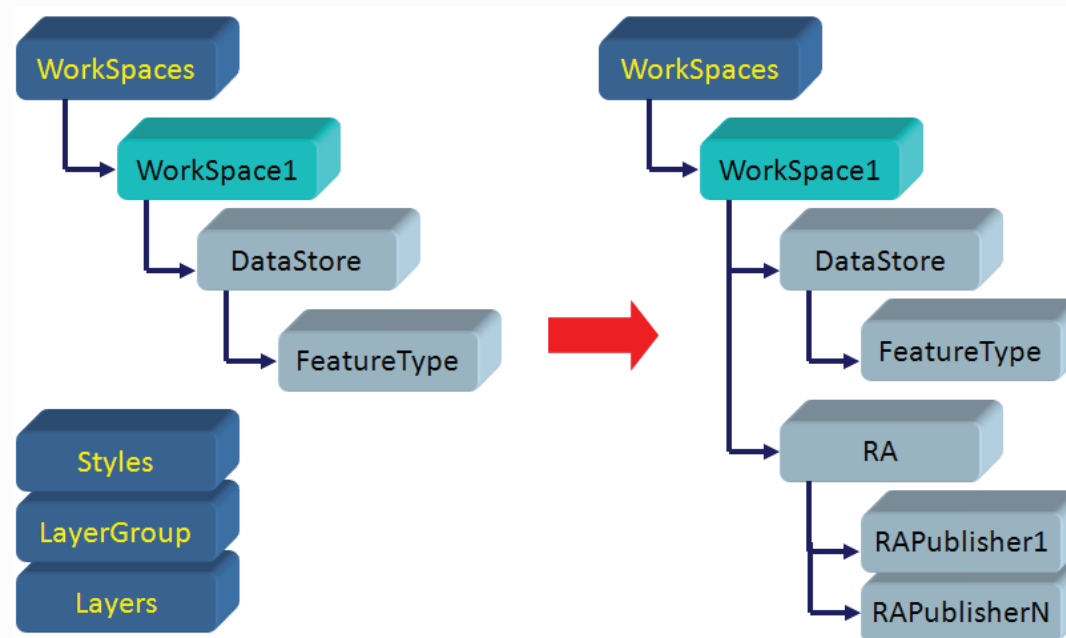 WorkSpaces
WorkSpace1
DataStore
FeatureType
Styles
LayerGroup
Layers
WorkSpaces
WorkSpace1
DataStore
FeatureType
RA
RAPublisher1
RAPublisherN